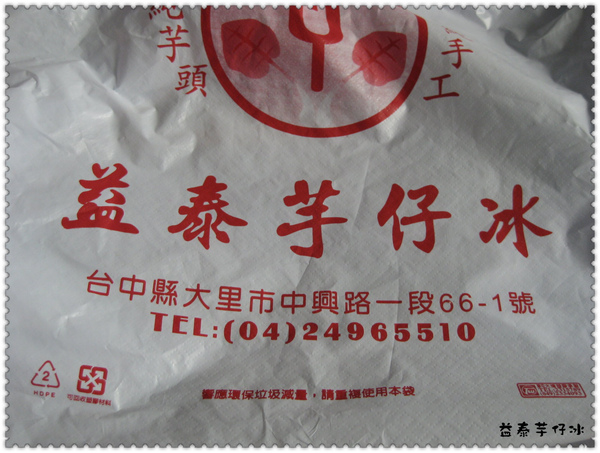 純芋頭
手工
益泰芋仔冰
台中縣大里市中興路一段66-1號
TEL:(04)24965510
2
HDPE
響應環保垃圾減量，請重複使用本袋
益泰芋仔冰